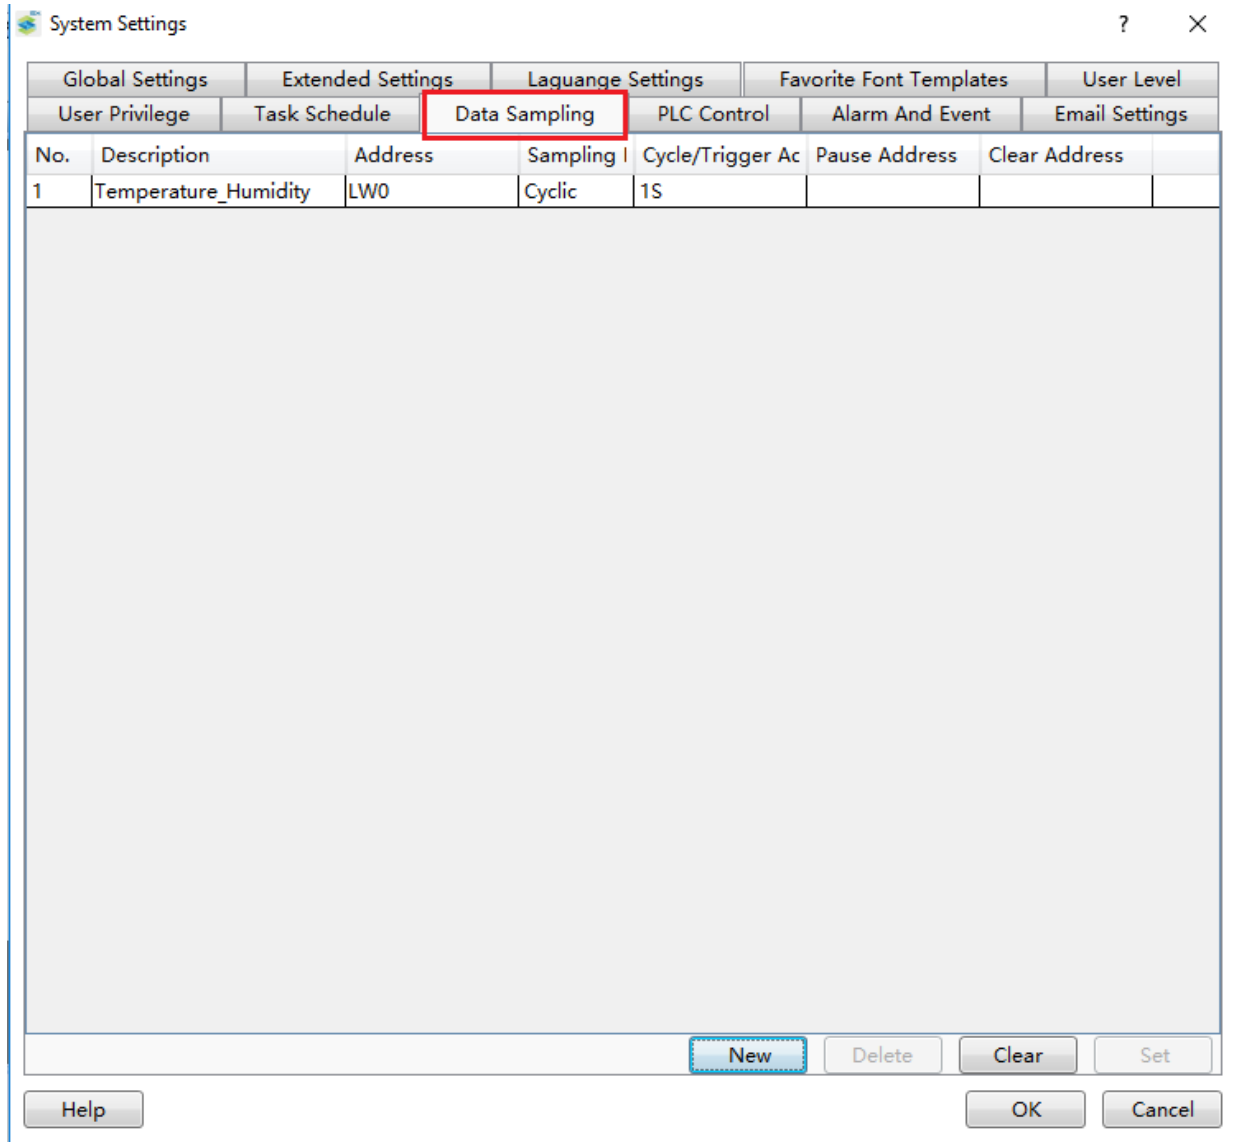 System Settings
Global Settings Extended Settings Laguange Settings Favorite Font Templates User Level
User Privilege Task Schedule Data Sampling PLC Control Alarm And Event Email Settings
No. Description Address Sampling Cycle/Trigger Ac Pause Address Clear Address
1 Temperature_Humidity LW0 Cyclic 1S
New Delete Clear Set
Help OK Cancel